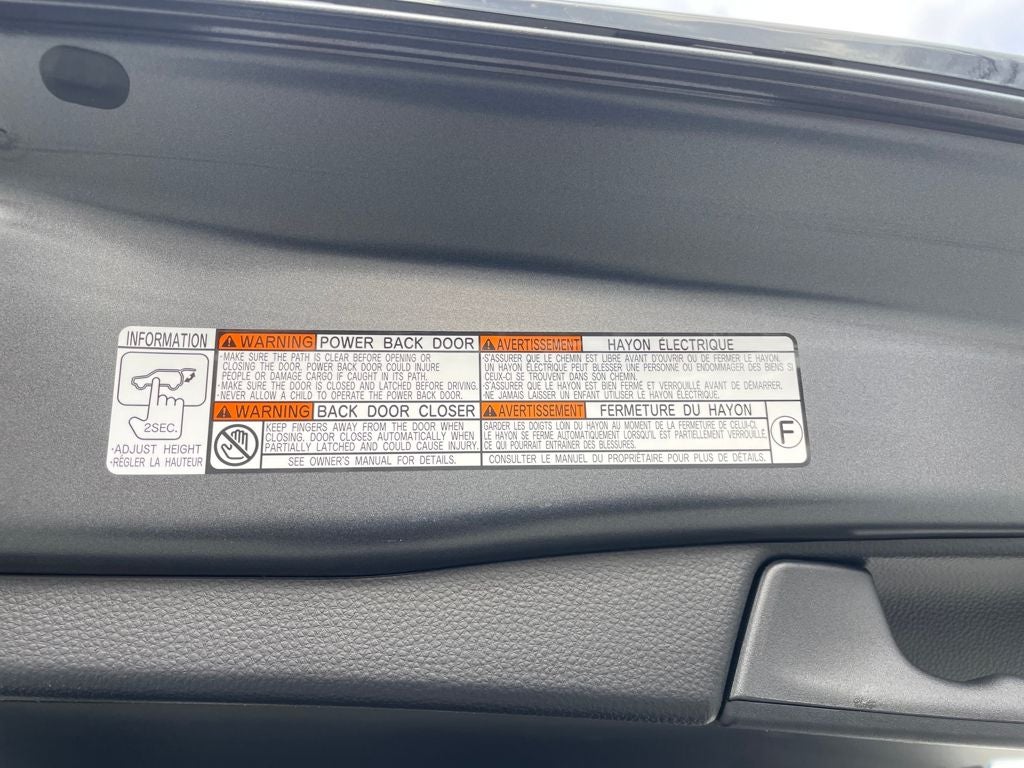 INFORMATION
2SEC.
·ADJUST HEIGHT
·RÉGLER LA HAUTEUR
WARNING POWER BACK DOOR
·MAKE SURE THE PATH IS CLEAR BEFORE OPENING OR
CLOSING THE DOOR. POWER BACK DOOR COULD INJURE
PEOPLE OR DAMAGE CARGO IF CAUGHT IN ITS PATH.
·MAKE SURE THE DOOR IS CLOSED AND LATCHED BEFORE DRIVING.
·NEVER ALLOW A CHILD TO OPERATE THE POWER BACK DOOR.
AVERTISSEMENT HAYON ÉLECTRIQUE
·S'ASSURER QUE LE CHEMIN EST LIBRE AVANT D'OUVRIR OU DE FERMER LE HAYON.
UN HAYON ÉLECTRIQUE PEUT BLESSER UNE PERSONNE OU ENDOMMAGER DES BIENS SI
CEUX-CI SE TROUVENT DANS SON CHEMIN.
·S'ASSURER QUE LE HAYON EST BIEN FERMÉ ET VERROUILLÉ AVANT DE DÉMARRER.
·NE JAMAIS LAISSER UN ENFANT UTILISER LE HAYON ÉLECTRIQUE.
WARNING BACK DOOR CLOSER
KEEP FINGERS AWAY FROM THE DOOR WHEN
CLOSING. DOOR CLOSES AUTOMATICALLY WHEN
PARTIALLY LATCHED AND COULD CAUSE INJURY.
SEE OWNER'S MANUAL FOR DETAILS.
AVERTISSEMENT FERMETURE DU HAYON
GARDER LES DOIGTS LOIN DU HAYON AU MOMENT DE LA FERMETURE DE CELUI-CI.
LE HAYON SE FERME AUTOMATIQUEMENT LORSQU'IL EST PARTIELLEMENT VERROUILLÉ,
CE QUI POURRAIT ENTRAINER DES BLESSURES.
CONSULTER LE MANUEL DU PROPRIÉTAIRE POUR PLUS DE DÉTAILS.
F